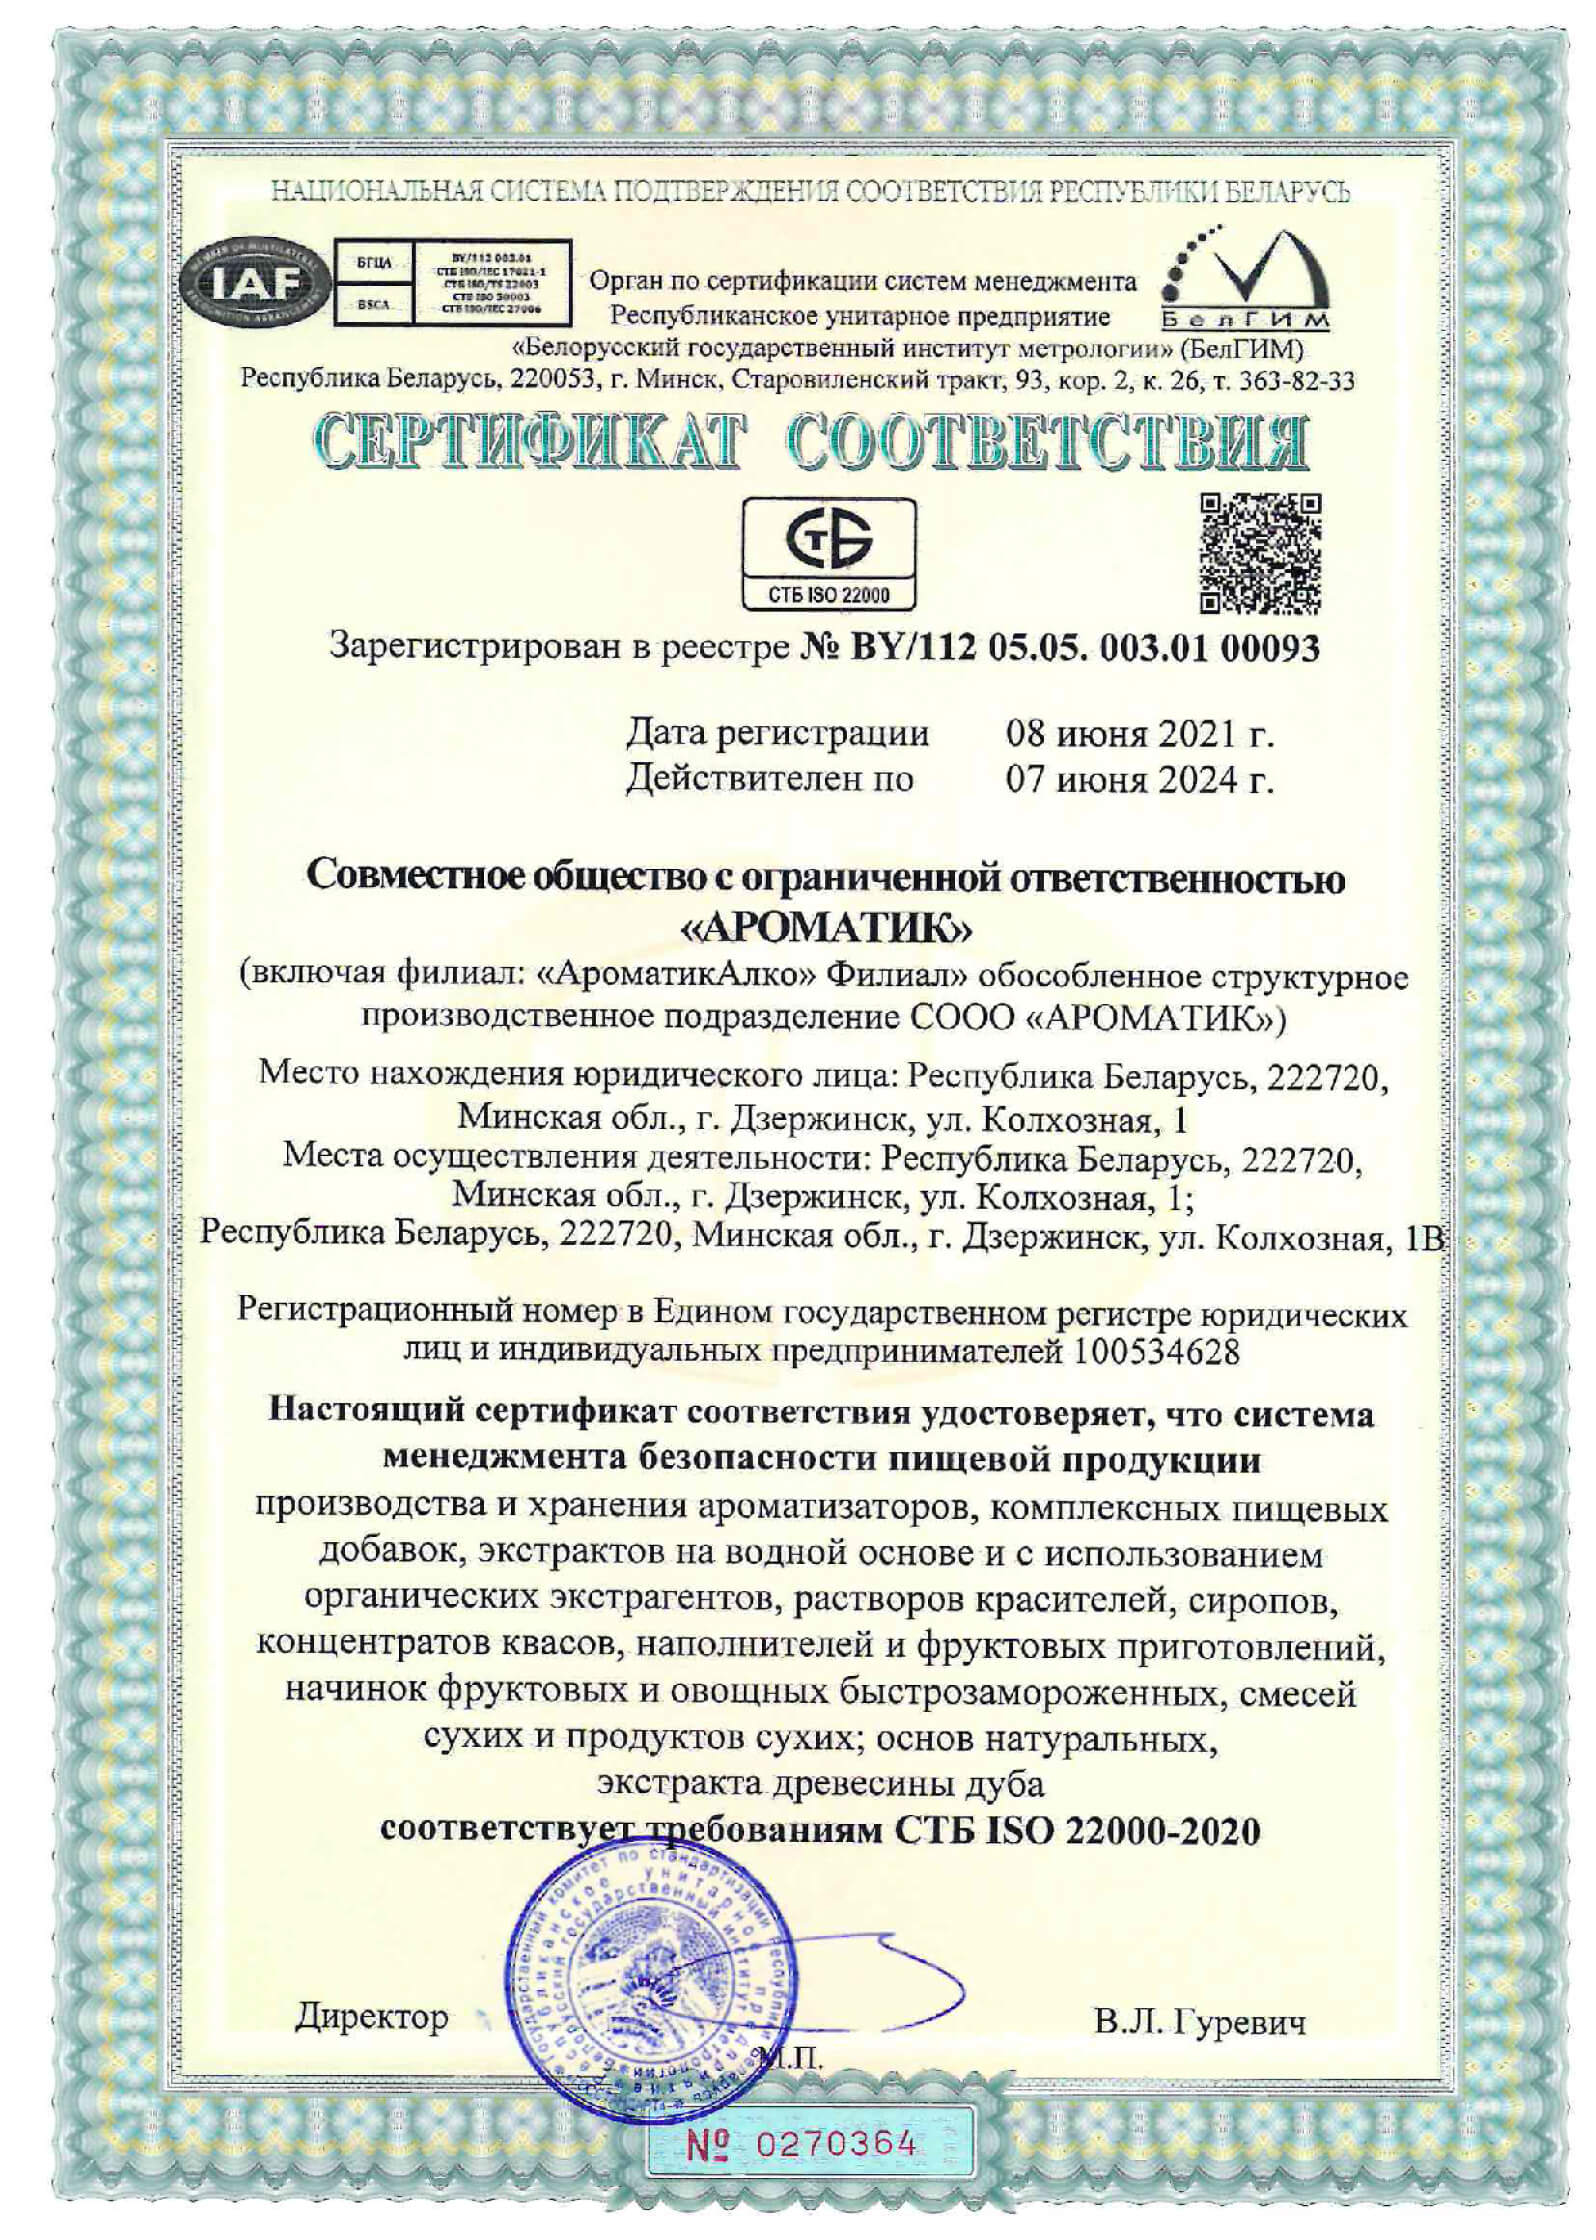 НАЦИОНАЛЬНАЯ СИСТЕМА ПОДТВЕРЖДЕНИЯ СООТВЕТСТВИЯ РЕСПУБЛИКИ БЕЛАРУСЬ
MEMBER OF MULTILATERAL
IAF
RECOGNITION ARRANGEMENT
БГЦА
BSCA
BY/112 003.01
СТБ ISO/IEC 17021-1
СТБ ISO/TS 22003
СТБ ISO 50003
СТБ ISO/IEC 27006
Орган по сертификации систем менеджмента
Республиканское унитарное предприятие
БелГИМ
«Белорусский государственный институт метрологии» (БелГИМ)
Республика Беларусь, 220053, г. Минск, Старовиленский тракт, 93, кор. 2, к. 26, т. 363-82-33
СЕРТИФИКАТ СООТВЕТСТВИЯ
СТБ
СТБ ISO 22000
Зарегистрирован в реестре № BY/112 05.05. 003.01 00093
Дата регистрации 08 июня 2021 г.
Действителен по 07 июня 2024 г.
Совместное общество с ограниченной ответственностью
«АРОМАТИК»
(включая филиал: «АроматикАлко» Филиал» обособленное структурное
производственное подразделение СООО «АРОМАТИК»)
Место нахождения юридического лица: Республика Беларусь, 222720,
Минская обл., г. Дзержинск, ул. Колхозная, 1
Места осуществления деятельности: Республика Беларусь, 222720,
Минская обл., г. Дзержинск, ул. Колхозная, 1;
Республика Беларусь, 222720, Минская обл., г. Дзержинск, ул. Колхозная, 1В
Регистрационный номер в Едином государственном регистре юридических
лиц и индивидуальных предпринимателей 100534628
Настоящий сертификат соответствия удостоверяет, что система
менеджмента безопасности пищевой продукции
производства и хранения ароматизаторов, комплексных пищевых
добавок, экстрактов на водной основе и с использованием
органических экстрагентов, растворов красителей, сиропов,
концентратов квасов, наполнителей и фруктовых приготовлений,
начинок фруктовых и овощных быстрозамороженных, смесей
сухих и продуктов сухих; основ натуральных,
экстракта древесины дуба
соответствует требованиям СТБ ISO 22000-2020
Государственный комитет по стандартизации Республики Беларусь
Республиканское унитарное предприятие
Белорусский государственный институт метрологии
Директор
В.Л. Гуревич
М.П.
№ 0270364